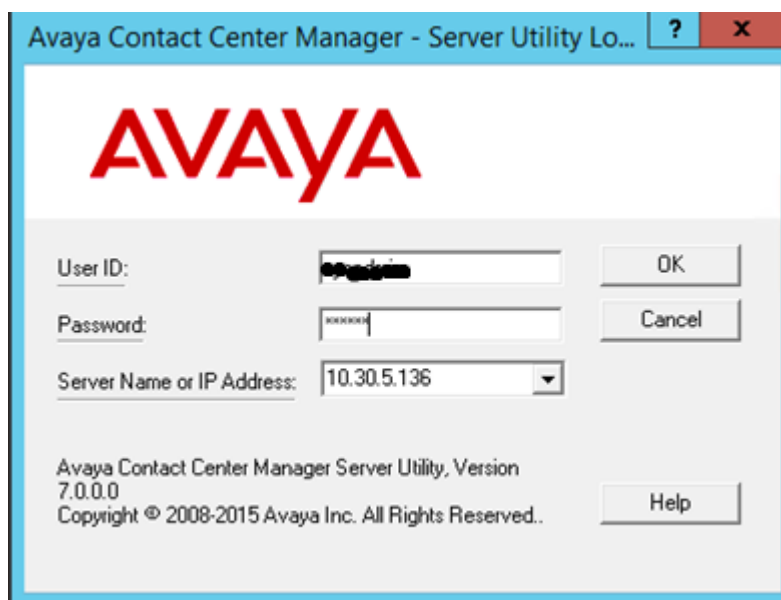 Avaya Contact Center Manager - Server Utility Lo... ? x
AVAYA
User ID:
OK
Password:
××××××
Cancel
Server Name or IP Address:
10.30.5.136
Avaya Contact Center Manager Server Utility, Version
7.0.0.0
Copyright © 2008-2015 Avaya Inc. All Rights Reserved..
Help